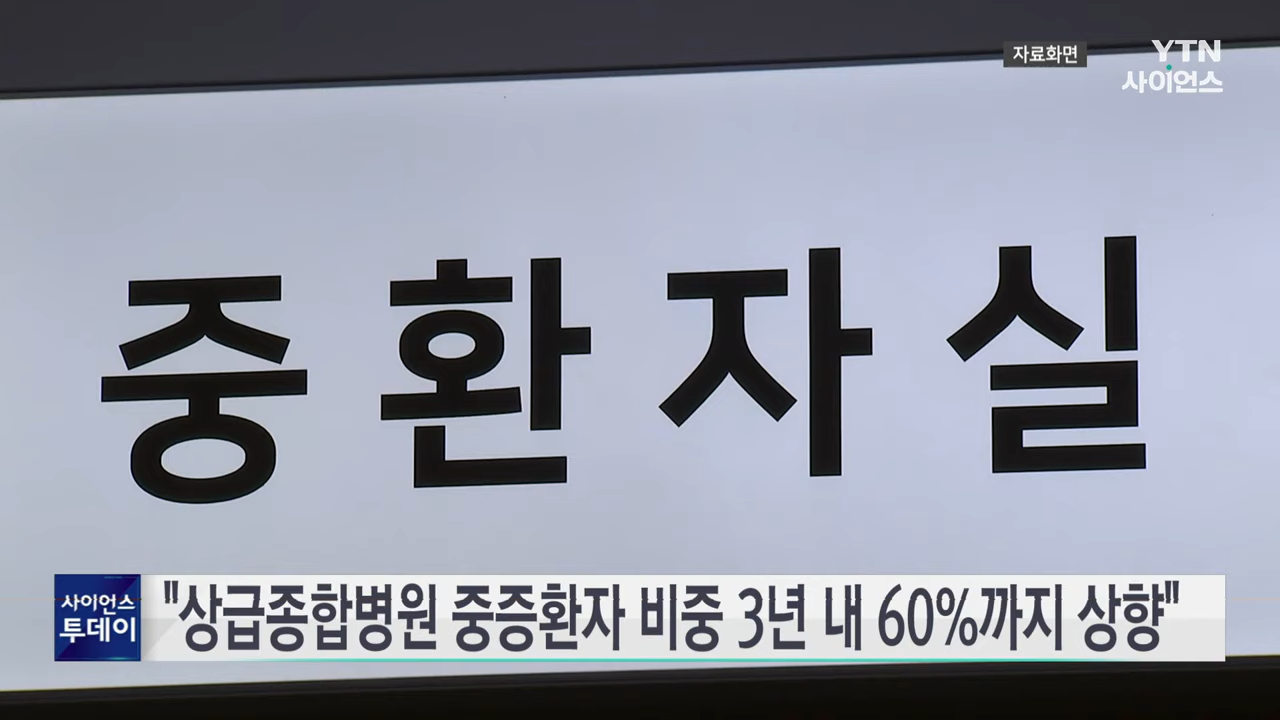 자료화면
YTN
사이언스
중환자실
사이언스
투데이
"상급종합병원 중증환자 비중 3년 내 60%까지 상향"